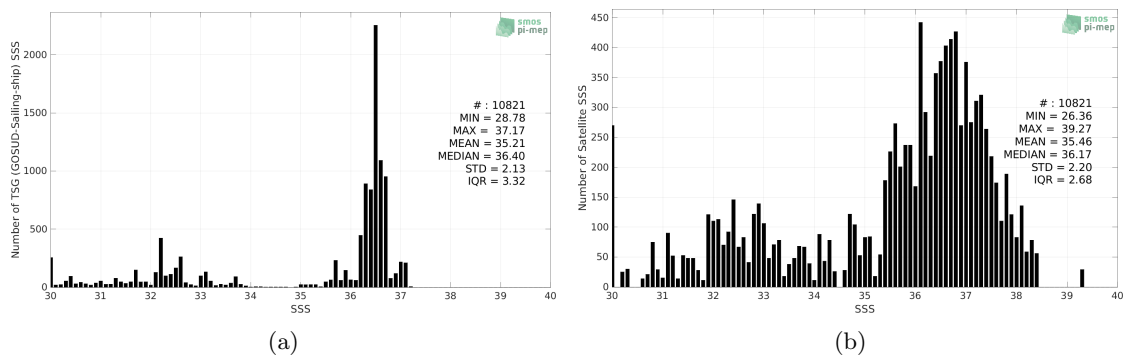 Number of TSG (GOSUD-Sailing-ship) SSS
2000
1500
1000
500
0
30 31 32 33 34 35 36 37 38 39 40
SSS
smos
pi-mep
# : 10821
MIN = 28.78
MAX = 37.17
MEAN = 35.21
MEDIAN = 36.40
STD = 2.13
IQR = 3.32
(a)
Number of Satellite SSS
450
400
350
300
250
200
150
100
50
0
30 31 32 33 34 35 36 37 38 39 40
SSS
smos
pi-mep
# : 10821
MIN = 26.36
MAX = 39.27
MEAN = 35.46
MEDIAN = 36.17
STD = 2.20
IQR = 2.68
(b)